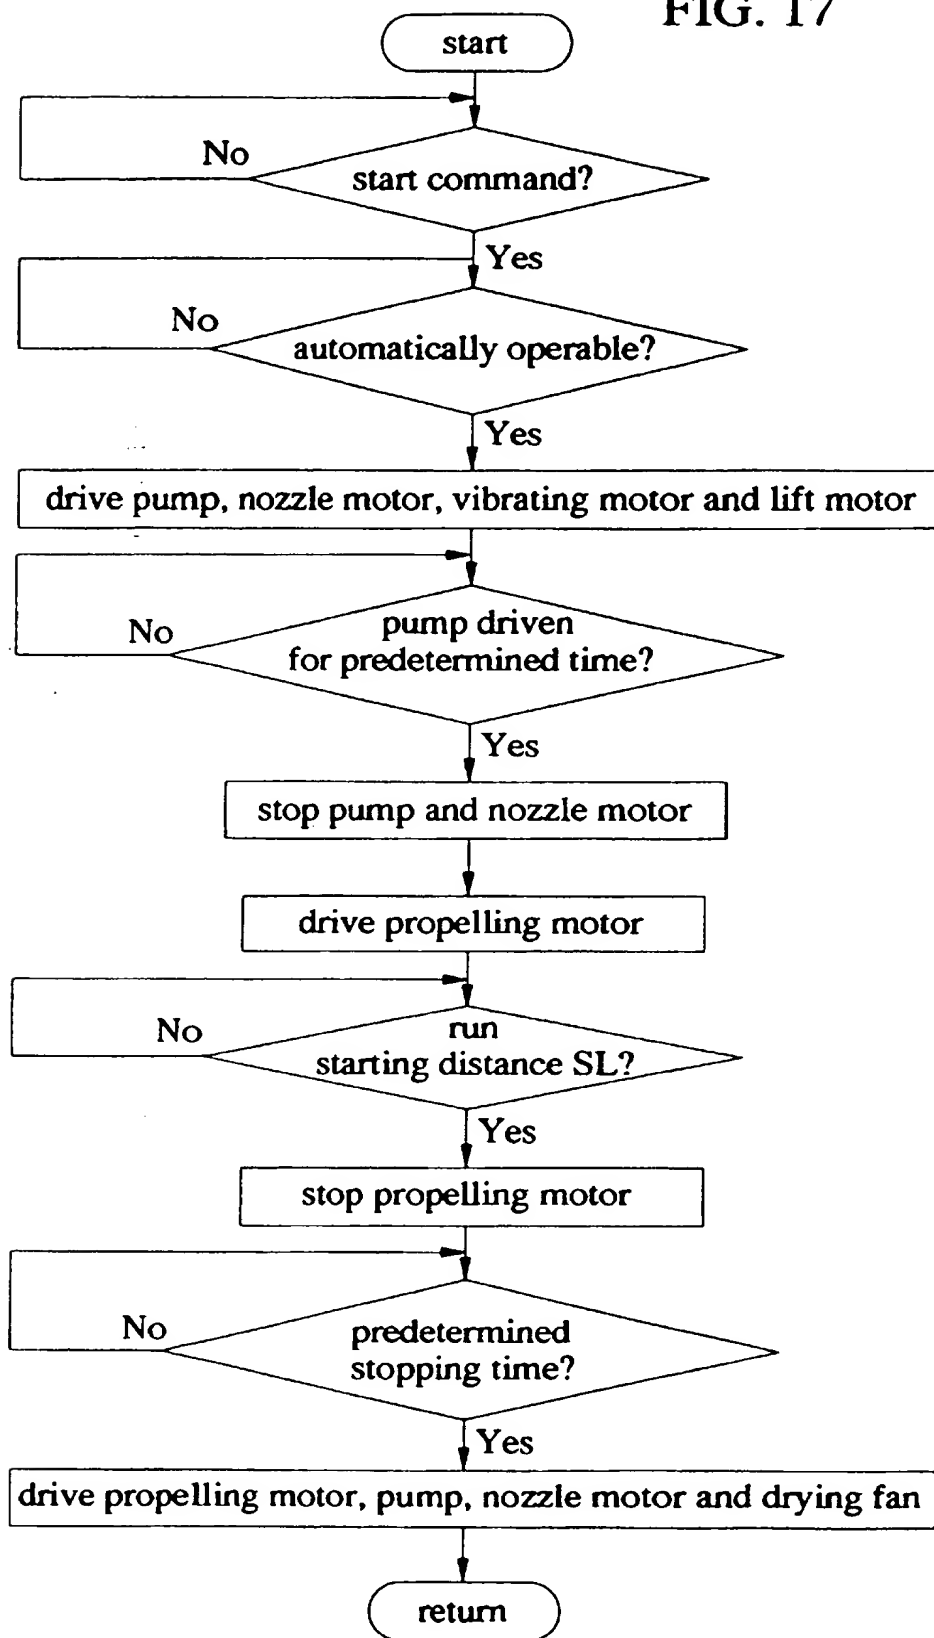 FIG. 17
start
No
start command?
Yes
No
automatically operable?
Yes
drive pump, nozzle motor, vibrating motor and lift motor
No
pump driven
for predetermined time?
Yes
stop pump and nozzle motor
drive propelling motor
No
run
starting distance SL?
Yes
stop propelling motor
No
predetermined
stopping time?
Yes
drive propelling motor, pump, nozzle motor and drying fan
return